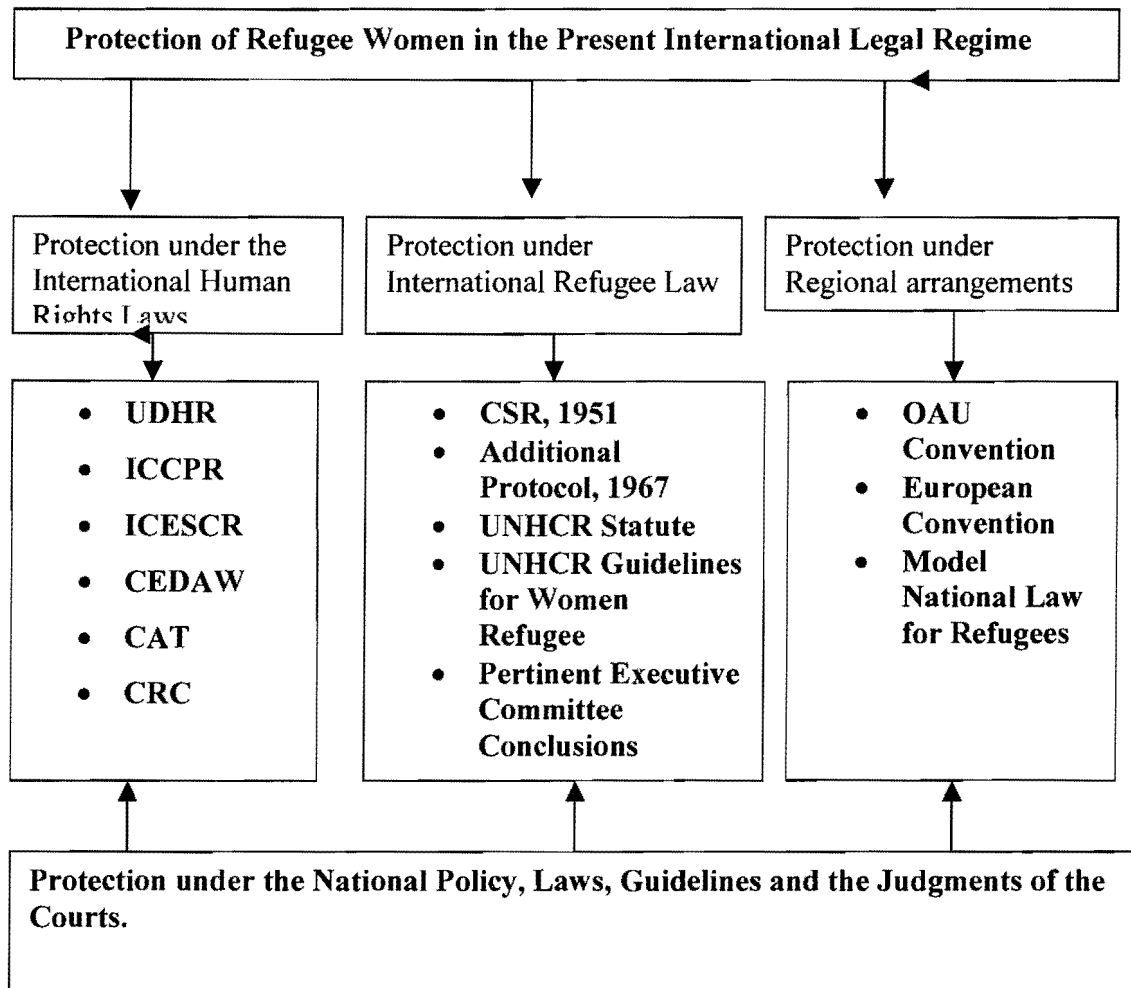 Protection of Refugee Women in the Present International Legal Regime
Protection under the
International Human
Rights Laws
Protection under
International Refugee Law
Protection under
Regional arrangements
• UDHR
• ICCPR
• ICESCR
• CEDAW
• CAT
• CRC
• CSR, 1951
• Additional
Protocol, 1967
• UNHCR Statute
• UNHCR Guidelines
for Women
Refugee
• Pertinent Executive
Committee
Conclusions
• OAU
Convention
• European
Convention
• Model
National Law
for Refugees
Protection under the National Policy, Laws, Guidelines and the Judgments of the
Courts.